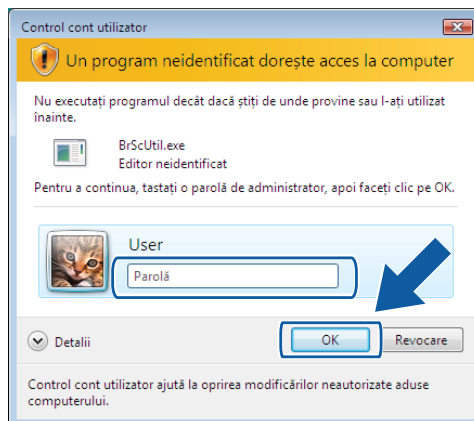 Control cont utilizator
Un program neidentificat dorește acces la computer
Nu executați programul decât dacă știți de unde provine sau l-ați utilizat
înainte.
BrScUtil.exe
Editor neidentificat
Pentru a continua, tastați o parolă de administrator, apoi faceți clic pe OK.
User
Parolă
Detalii
OK
Revocare
Control cont utilizator ajută la oprirea modificărilor neautorizate aduse
computerului.